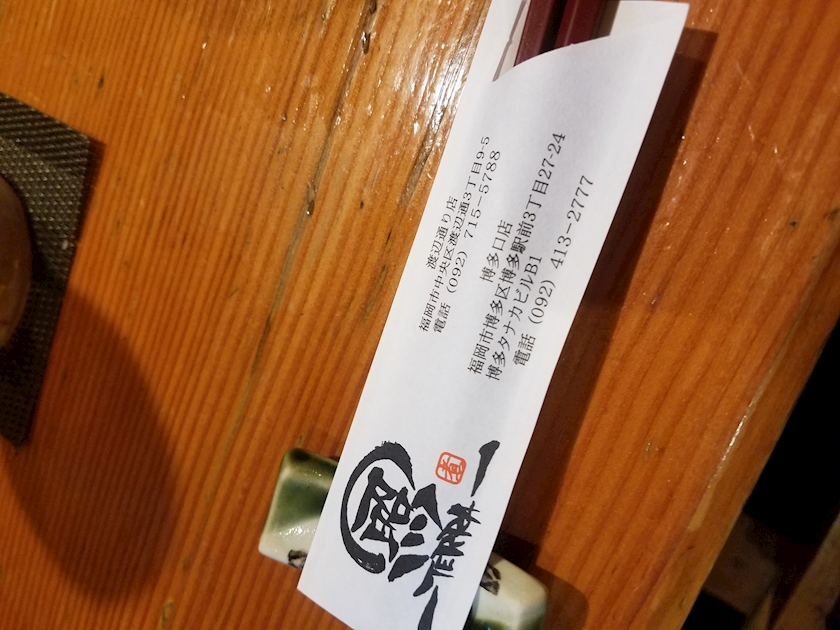 渡辺通り店
福岡市中央区渡辺通3丁目9-5
電話 (092) 715-5788
博多口店
福岡市博多区博多駅前3丁目27-24
博多タナカビルB1
電話 (092) 413-2777